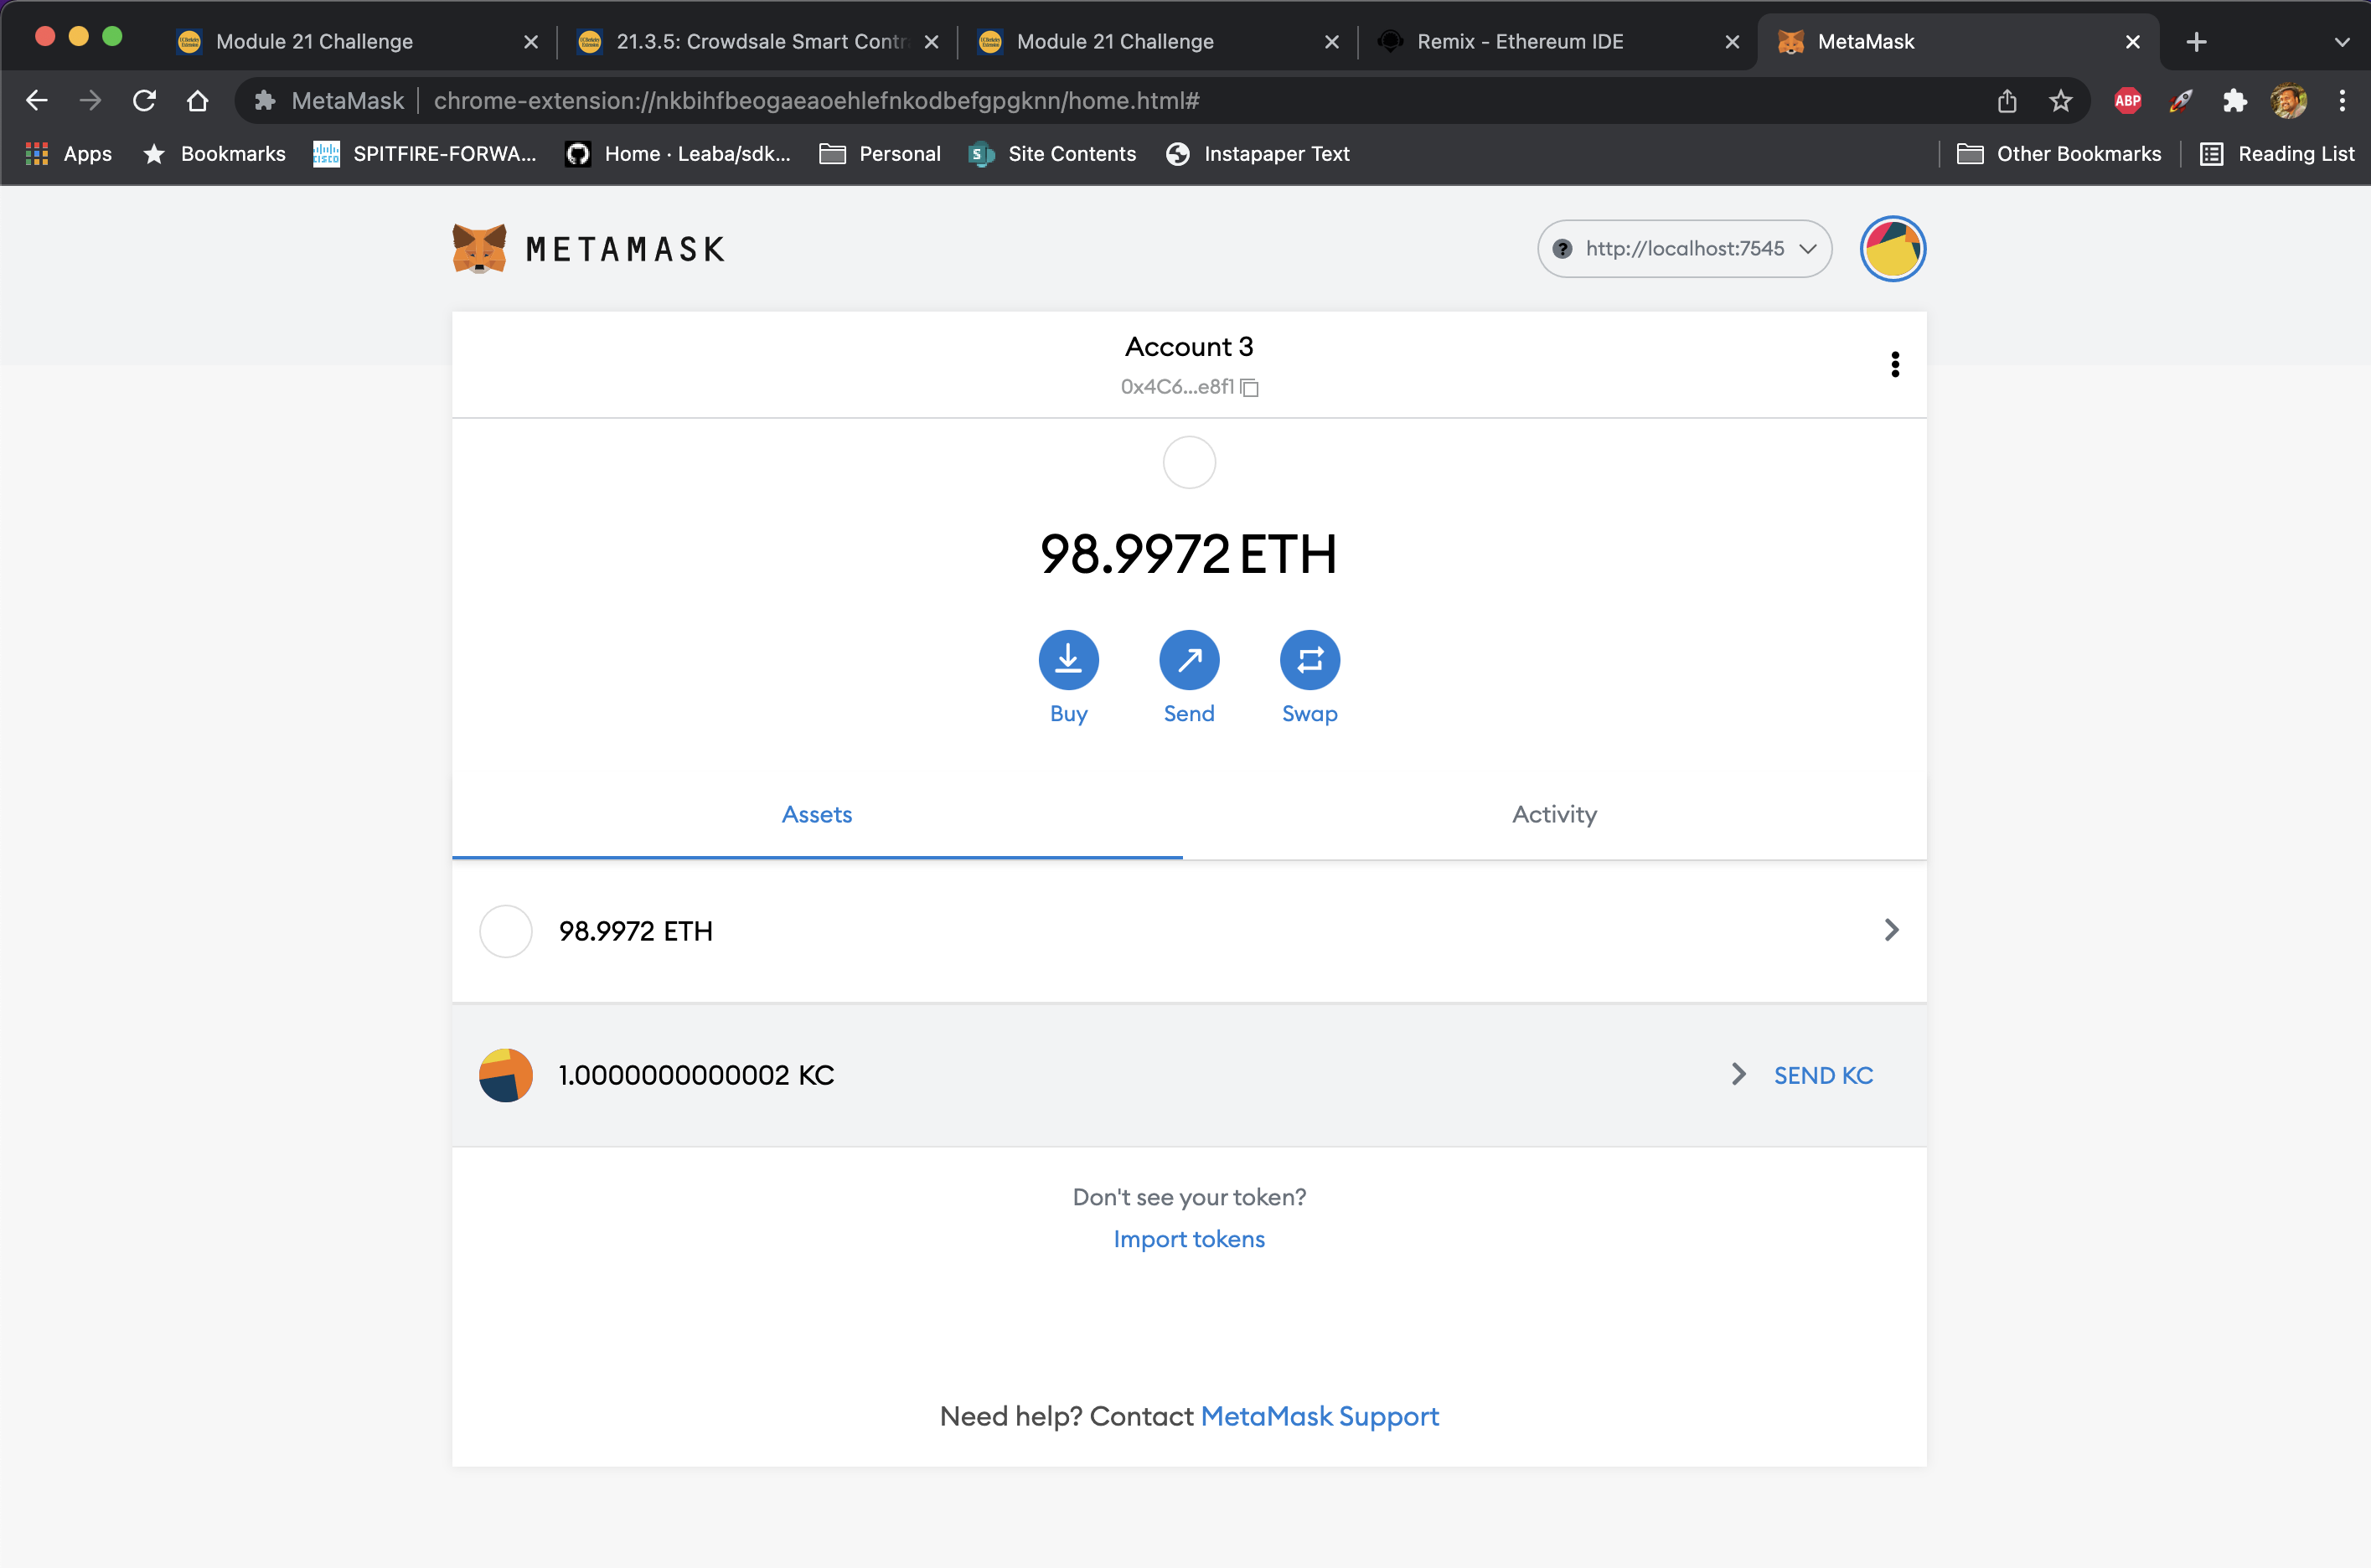 Module 21 Challenge
21.3.5: Crowdsale Smart Contr
Module 21 Challenge
Remix - Ethereum IDE
MetaMask
MetaMask
chrome-extension://nkbihfbeogaeaoehlefnkodbefgpgknn/home.html#
ABP
Apps
Bookmarks
CISCO
SPITFIRE-FORWA...
Home · Leaba/sdk...
Personal
S
Site Contents
Instapaper Text
Other Bookmarks
Reading List
METAMASK
?
http://localhost:7545
Account 3
0x4C6...e8f1
98.9972 ETH
Buy
Send
Swap
Assets
Activity
98.9972 ETH
1.0000000000002 KC
SEND KC
Don't see your token?
Import tokens
Need help? Contact MetaMask Support